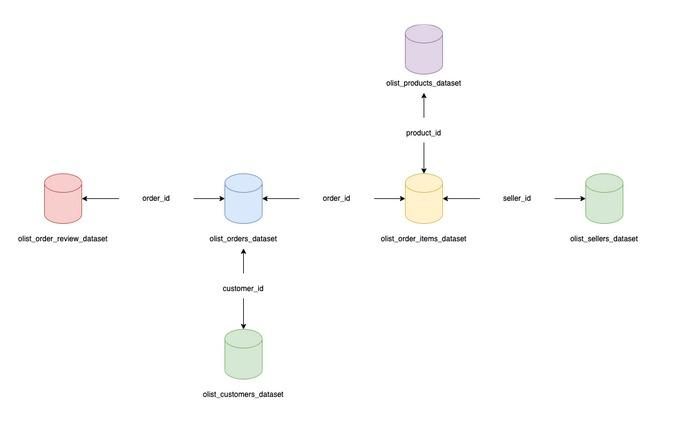 olist_products_dataset
product_id
order_id
order_id
seller_id
olist_order_review_dataset
olist_orders_dataset
olist_order_items_dataset
olist_sellers_dataset
customer_id
olist_customers_dataset